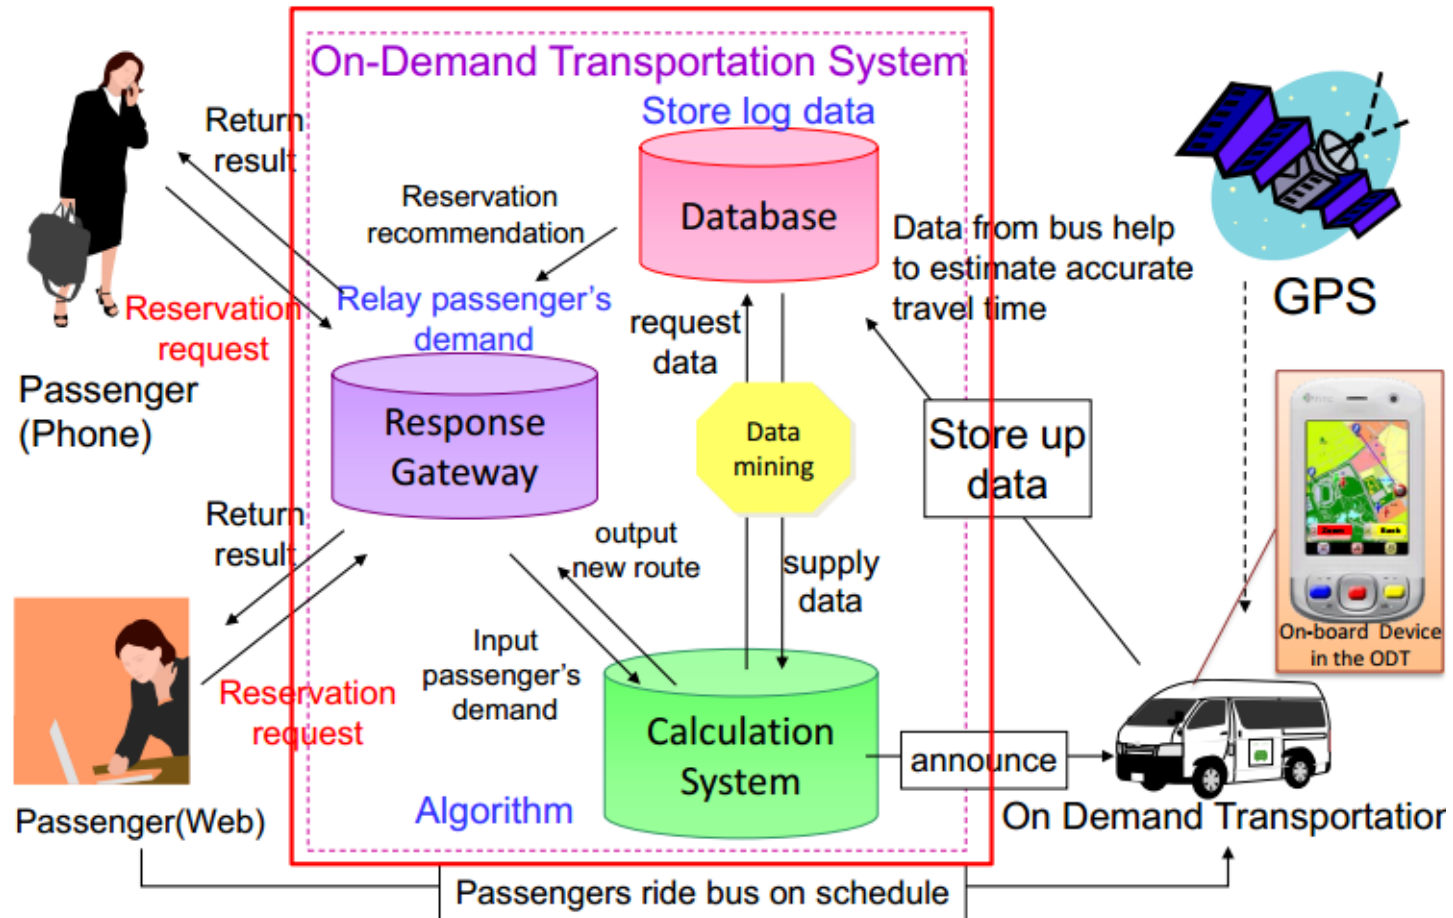 On-Demand Transportation System
Store log data
Database
Return
result
Reservation
recommendation
Data from bus help
to estimate accurate
travel time
GPS
Relay passenger's
demand
Reservation
request
request
data
Passenger
(Phone)
Response
Gateway
Data
mining
Store up
data
Return
result
output
new route
supply
data
On-board Device
in the ODT
Input
passenger's
demand
Reservation
request
Calculation
System
announce
Algorithm
Passenger(Web)
On Demand Transportation
Passengers ride bus on schedule